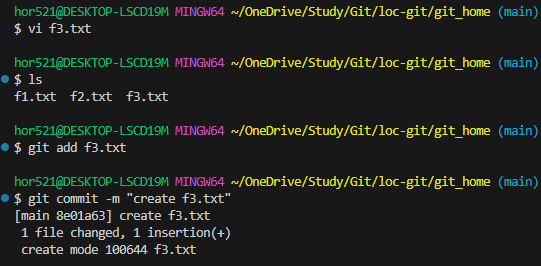 hor521@DESKTOP-LSCD19M MINGW64 ~/OneDrive/Study/Git/loc-git/git_home (main)
$ vi f3.txt
hor521@DESKTOP-LSCD19M MINGW64 ~/OneDrive/Study/Git/loc-git/git_home (main)
$ ls
f1.txt  f2.txt  f3.txt
hor521@DESKTOP-LSCD19M MINGW64 ~/OneDrive/Study/Git/loc-git/git_home (main)
$ git add f3.txt
hor521@DESKTOP-LSCD19M MINGW64 ~/OneDrive/Study/Git/loc-git/git_home (main)
$ git commit -m "create f3.txt"
[main 8e01a63] create f3.txt
 1 file changed, 1 insertion(+)
 create mode 100644 f3.txt